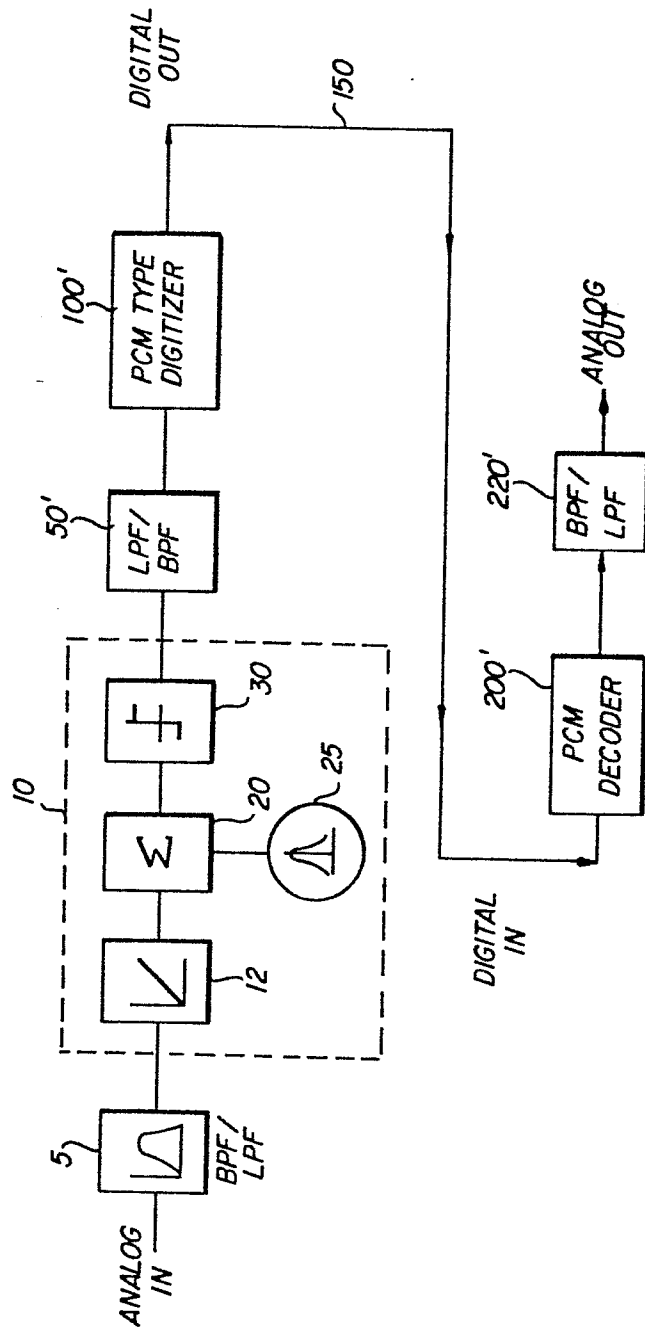 ANALOG
IN
5
BPF/
LPF
10
12
Σ
20
25
30
50'
LPF/
BPF
100'
PCM TYPE
DIGITIZER
DIGITAL
OUT
150
DIGITAL
IN
200'
PCM
DECODER
220'
BPF/
LPF
ANALOG
OUT